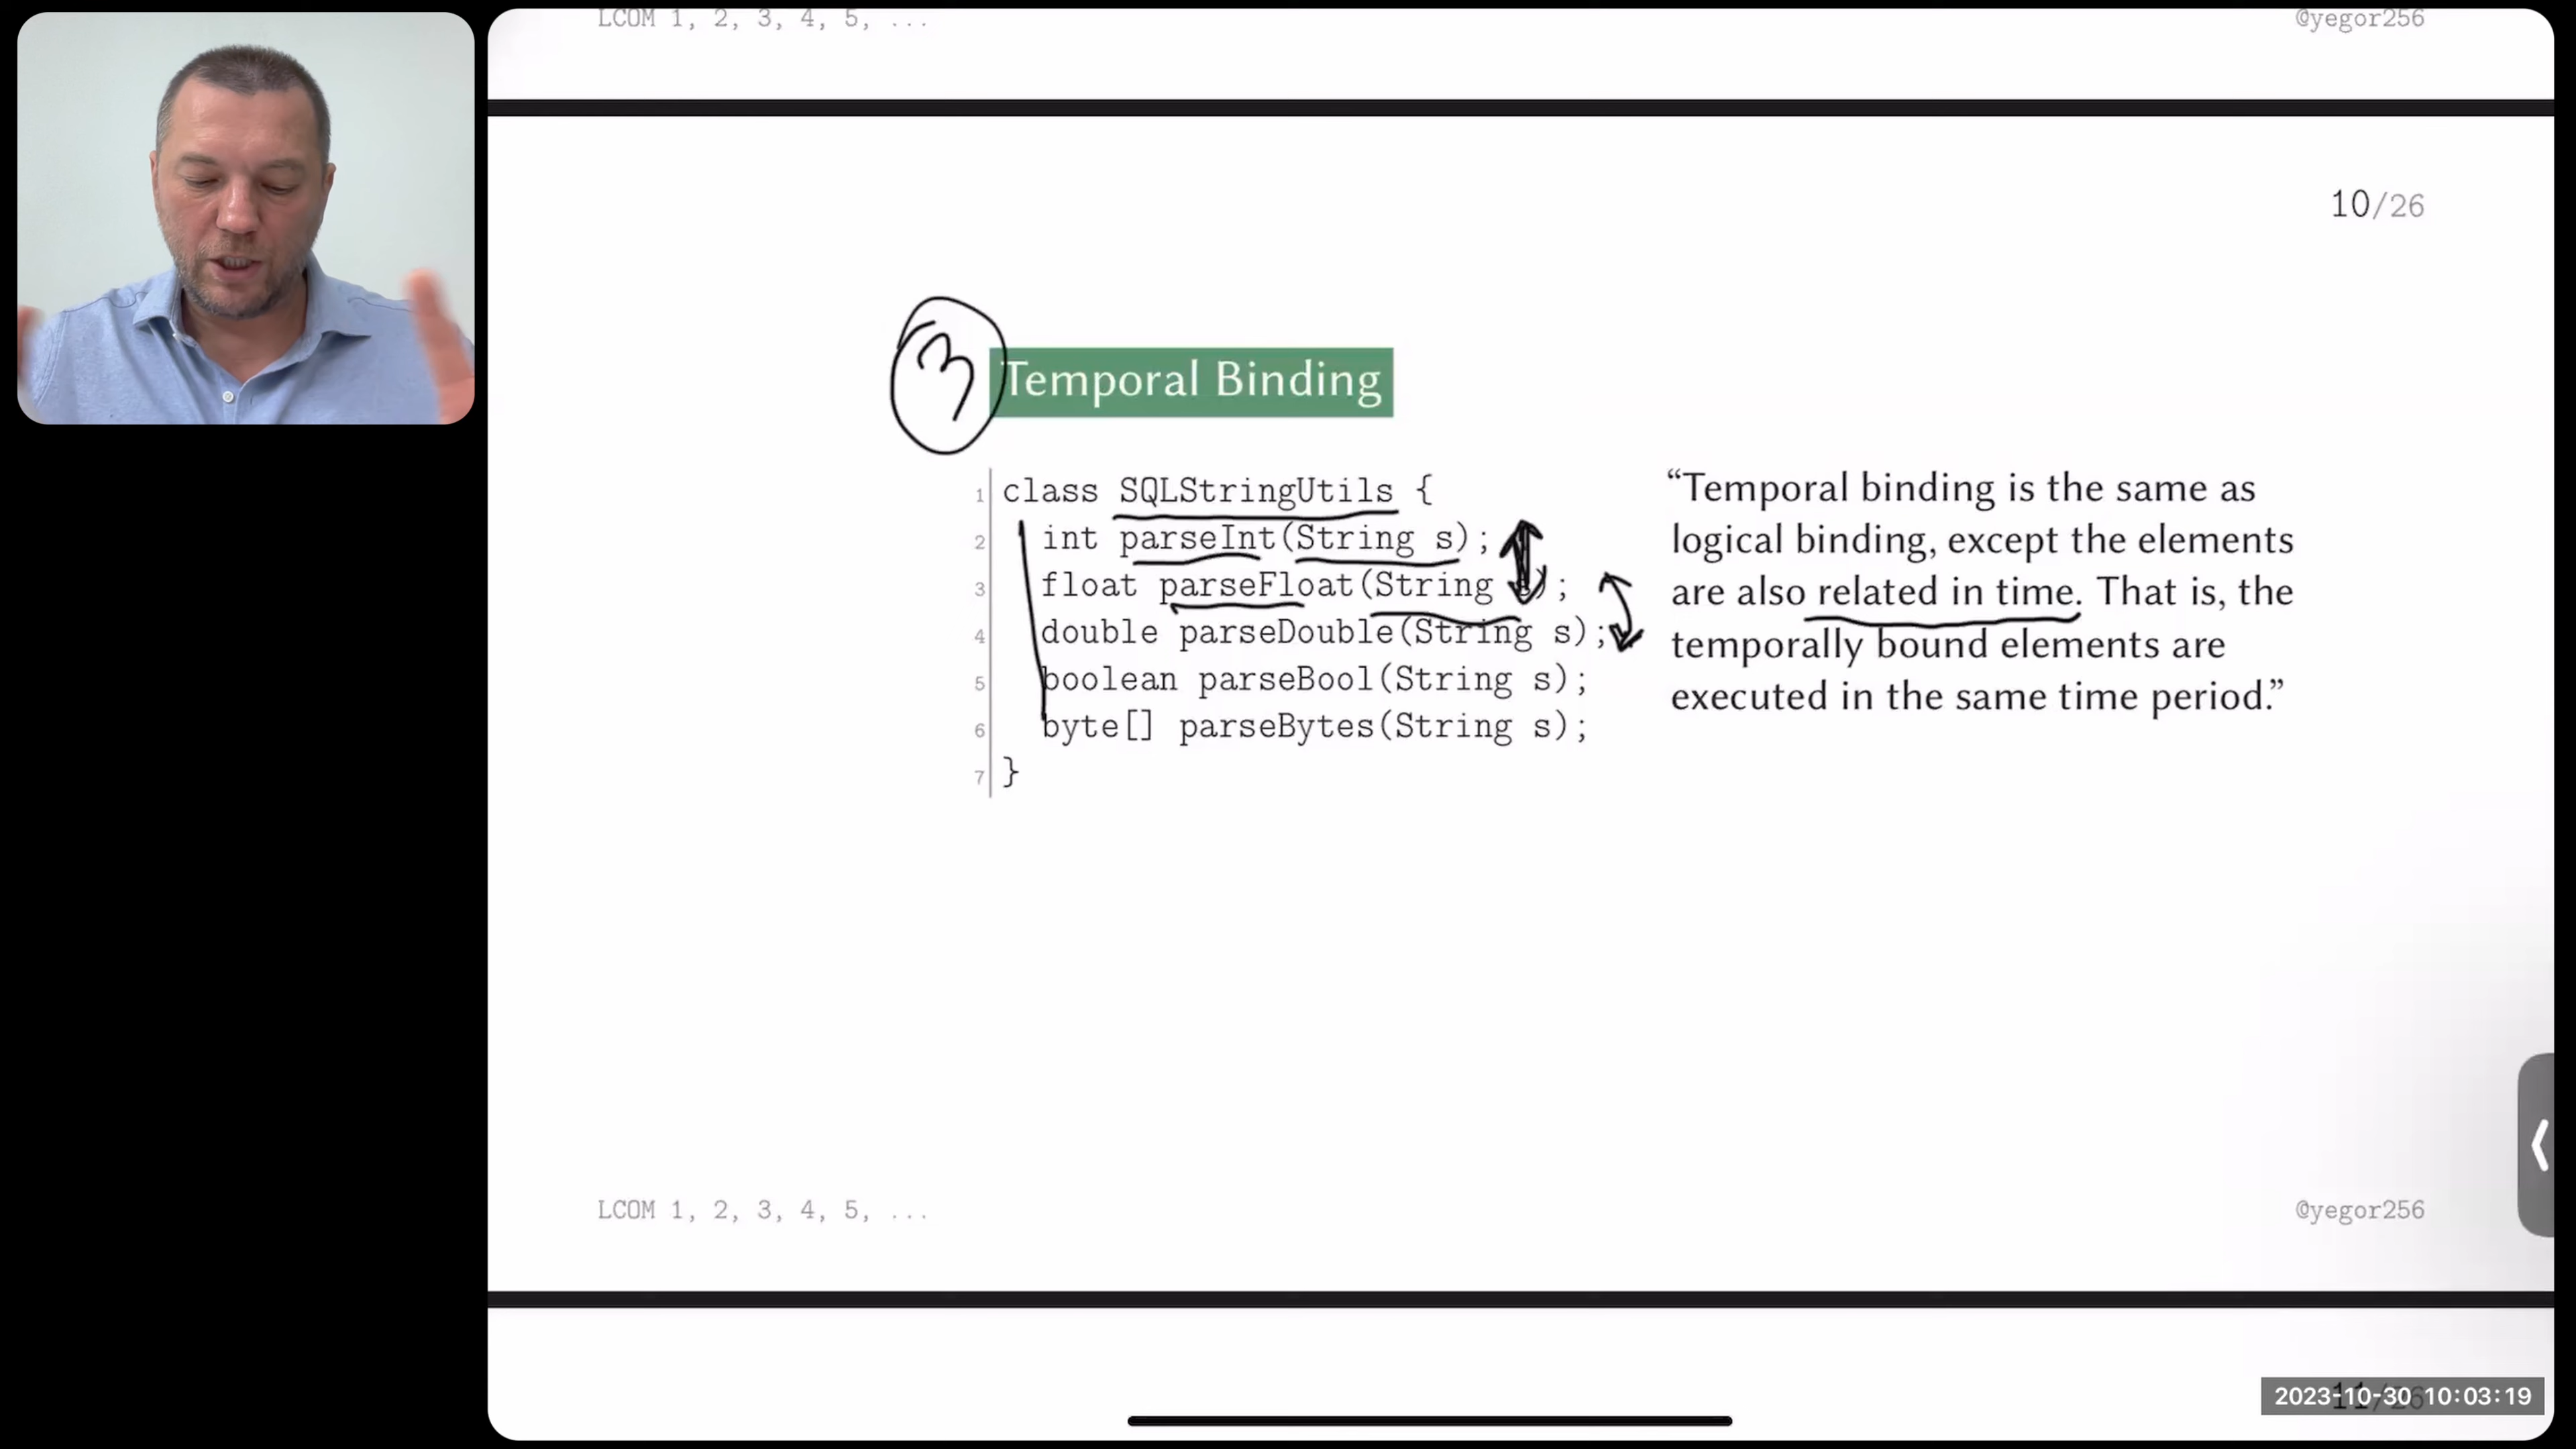 LCOM 1, 2, 3, 4, 5, ...
@yegor256
10/26
3
Temporal Binding
1 class SQLStringUtils {
2 int parseInt(String s);
3 float parseFloat(String s);
4 double parseDouble(String s);
5 boolean parseBool(String s);
6 byte[] parseBytes(String s);
7 }
“Temporal binding is the same as
logical binding, except the elements
are also related in time. That is, the
temporally bound elements are
executed in the same time period.”
LCOM 1, 2, 3, 4, 5, ...
@yegor256
11/26
2023-10-30 10:03:19